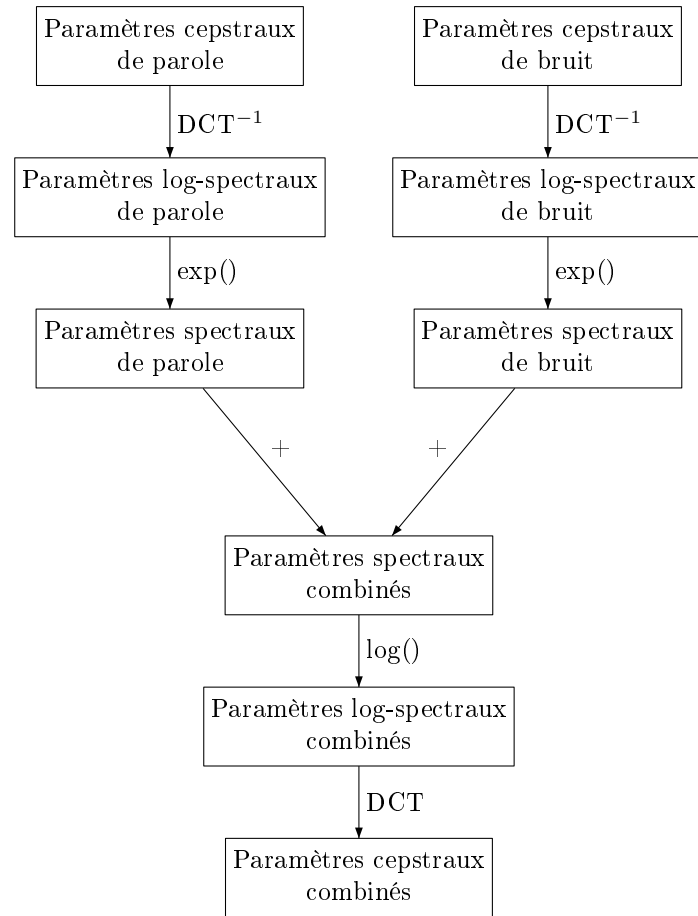 Paramètres cepstraux
de parole
Paramètres cepstraux
de bruit
DCT⁻¹
DCT⁻¹
Paramètres log-spectraux
de parole
Paramètres log-spectraux
de bruit
exp()
exp()
Paramètres spectraux
de parole
Paramètres spectraux
de bruit
+
+
Paramètres spectraux
combinés
log()
Paramètres log-spectraux
combinés
DCT
Paramètres cepstraux
combinés